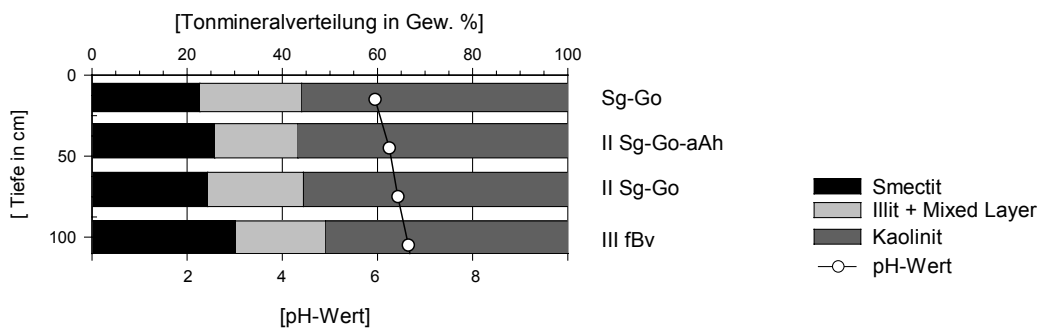 [Tonmineralverteilung in Gew. %]
0 20 40 60 80 100
0
50
100
[ Tiefe in cm]
Sg-Go
II Sg-Go-aAh
II Sg-Go
III fBv
2 4 6 8
[pH-Wert]
Smectit
Illit + Mixed Layer
Kaolinit
pH-Wert